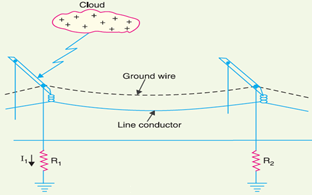 Cloud
Ground wire
Line conductor
I₁ R₁
R₂